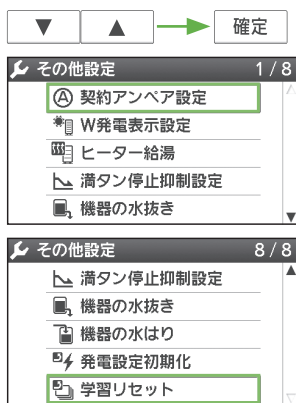 ▼ ▲ 確定
その他設定 1/8
契約アンペア設定
W発電表示設定
ヒーター給湯
満タン停止抑制設定
機器の水抜き
その他設定 8/8
満タン停止抑制設定
機器の水抜き
機器の水はり
発電設定初期化
学習リセット